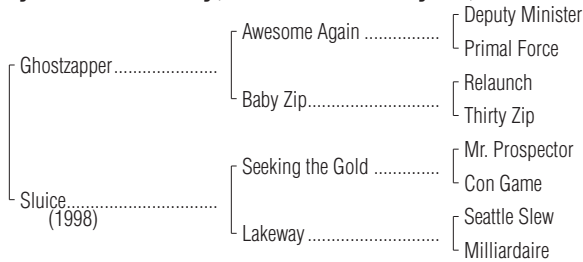 Deputy Minister
Awesome Again ................
Primal Force
Ghostzapper......................
Relaunch
Baby Zip............................
Thirty Zip
Mr. Prospector
Seeking the Gold ..............
Con Game
Sluice................................
(1998)
Seattle Slew
Lakeway ............................
Milliardaire